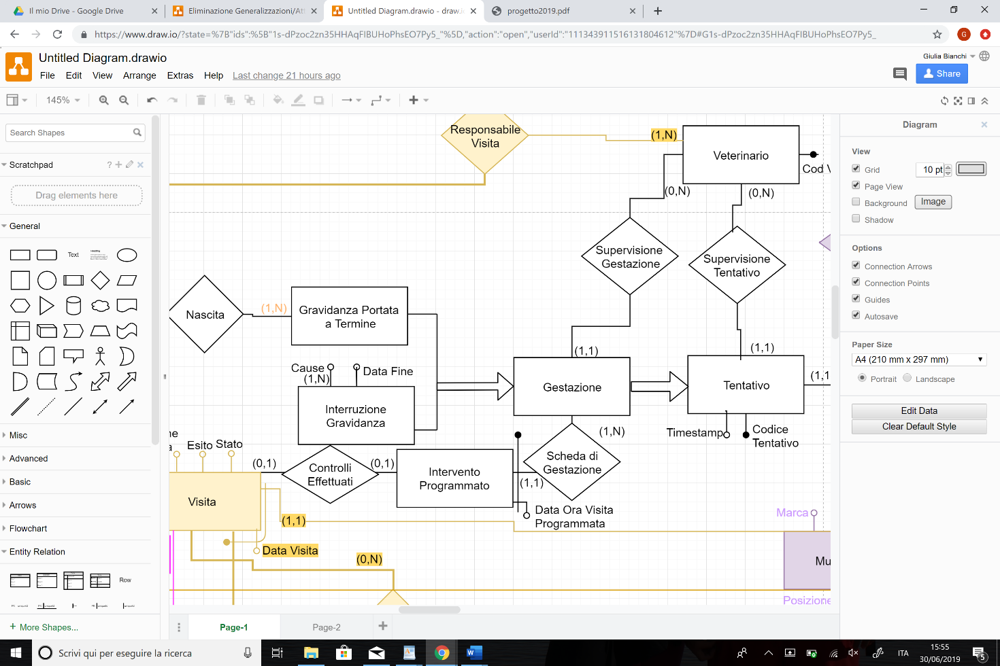 Il mio Drive - Google Drive
Eliminazione Generalizzazioni/Att
Untitled Diagram.drawio - draw.i
progetto2019.pdf
https://www.draw.io/?state=%7B"ids":%5B"1s-dPzoc2zn35HHAqFIBUHoPhsEO7Py5_"%5D,"action":"open","userId":"111343911516131804612"%7D#G1s-dPzoc2zn35HHAqFIBUHoPhsEO7Py5_
G
Untitled Diagram.drawio
Giulia Bianchi
File Edit View Arrange Extras Help Last change 21 hours ago
Share
145%
Search Shapes
Scratchpad
?
Drag elements here
General
Text
Heading
Misc
Advanced
Basic
Arrows
Flowchart
Entity Relation
Row
+ More Shapes...
Responsabile
Visita
(1,N)
Veterinario
Cod V
(0,N)
(0,N)
Supervisione
Gestazione
Supervisione
Tentativo
Nascita
(1,N)
Gravidanza Portata
a Termine
(1,1)
(1,1)
Cause
(1,N)
Data Fine
Gestazione
Tentativo
(1,1
Interruzione
Gravidanza
Timestamp
Codice
Tentativo
(1,N)
Esito Stato
(0,1)
Controlli
Effettuati
(0,1)
Intervento
Programmato
Scheda di
Gestazione
(1,1)
Visita
Data Ora Visita
Programmata
(1,1)
Data Visita
(0,N)
Marca
Mu
Posizione
Diagram
View
Grid
10 pt
Page View
Background
Image
Shadow
Options
Connection Arrows
Connection Points
Guides
Autosave
Paper Size
A4 (210 mm x 297 mm)
Portrait
Landscape
Edit Data
Clear Default Style
Page-1
Page-2
Scrivi qui per eseguire la ricerca
ITA
15:55
30/06/2019
5